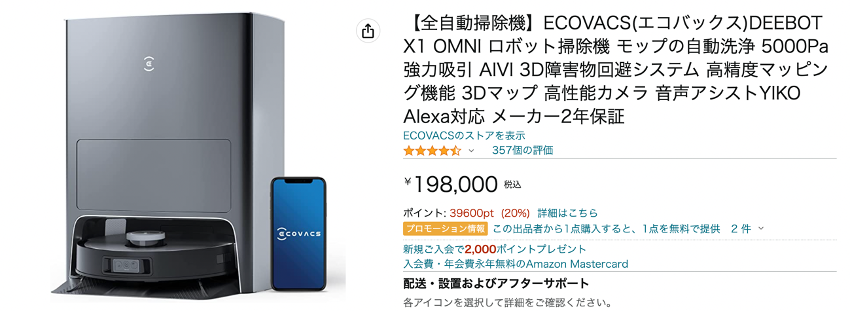 ECOVACS
【全自動掃除機】ECOVACS(エコバックス)DEEBOT
X1 OMNI ロボット掃除機 モップの自動洗浄 5000Pa
強力吸引 AIVI 3D障害物回避システム 高精度マッピン
グ機能 3Dマップ 高性能カメラ 音声アシストYIKO
Alexa対応 メーカー2年保証
ECOVACSのストアを表示
357個の評価
¥198,000 税込
ポイント: 39600pt (20%) 詳細はこちら
プロモーション情報 この出品者から1点購入すると、1点を無料で提供 2 件
新規ご入会で2,000ポイントプレゼント
入会費・年会費永年無料のAmazon Mastercard
配送・設置およびアフターサポート
各アイコンを選択して詳細をご確認ください。